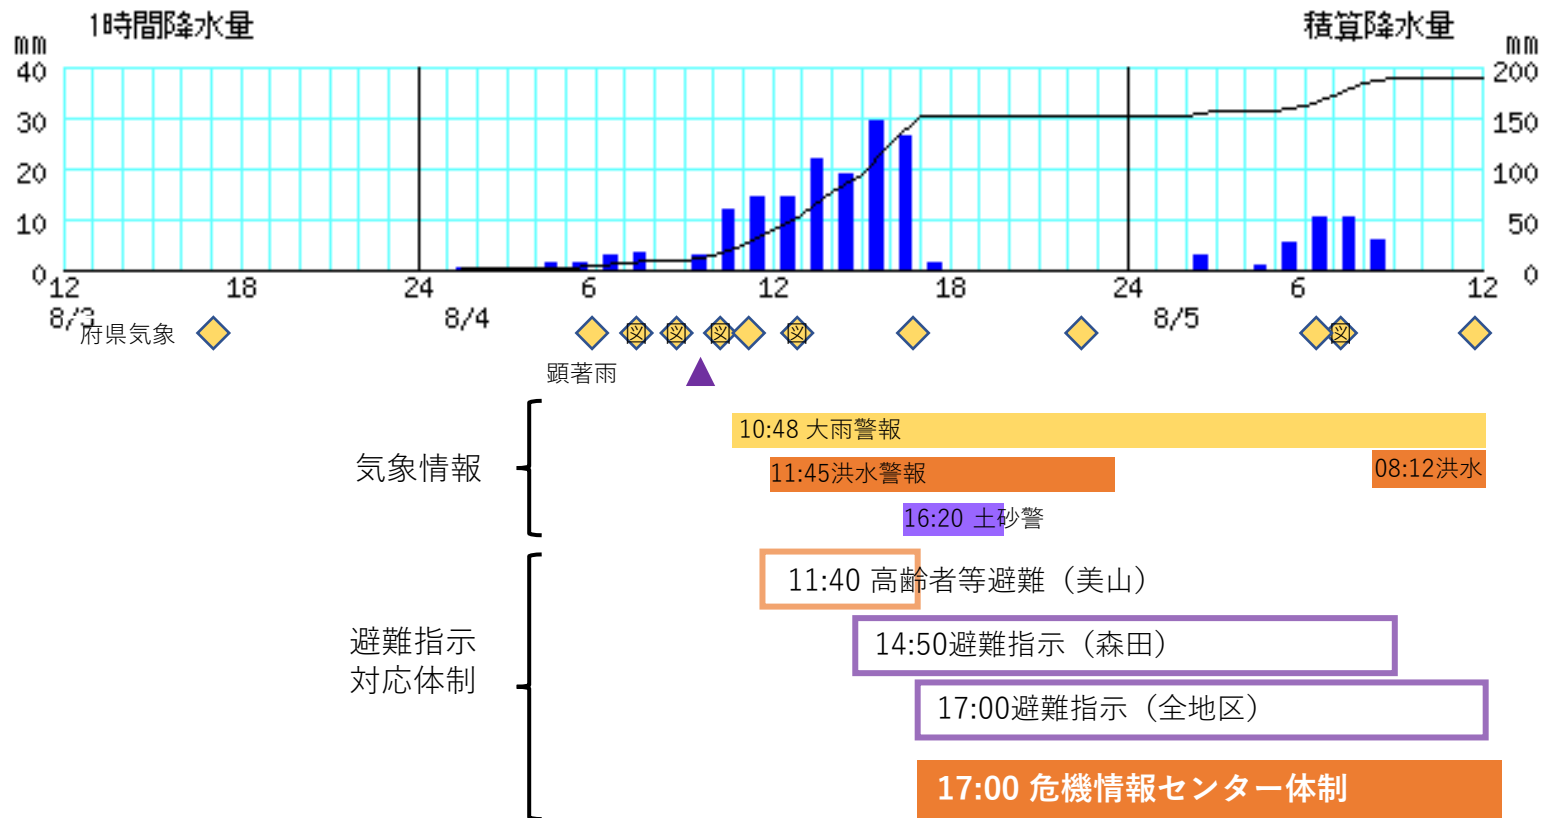 1時間降水量 積算降水量
mm mm
40 200
30 150
20 100
10 50
0 0
12 18 24 6 12 18 24 6 12
8/3 8/4 8/5
府県気象 図 図 図 図 図
顕著雨
10:48 大雨警報
気象情報 11:45洪水警報 08:12洪水
16:20 土砂警
11:40 高齢者等避難（美山）
避難指示 14:50避難指示（森田）
対応体制
17:00避難指示（全地区）
17:00 危機情報センター体制